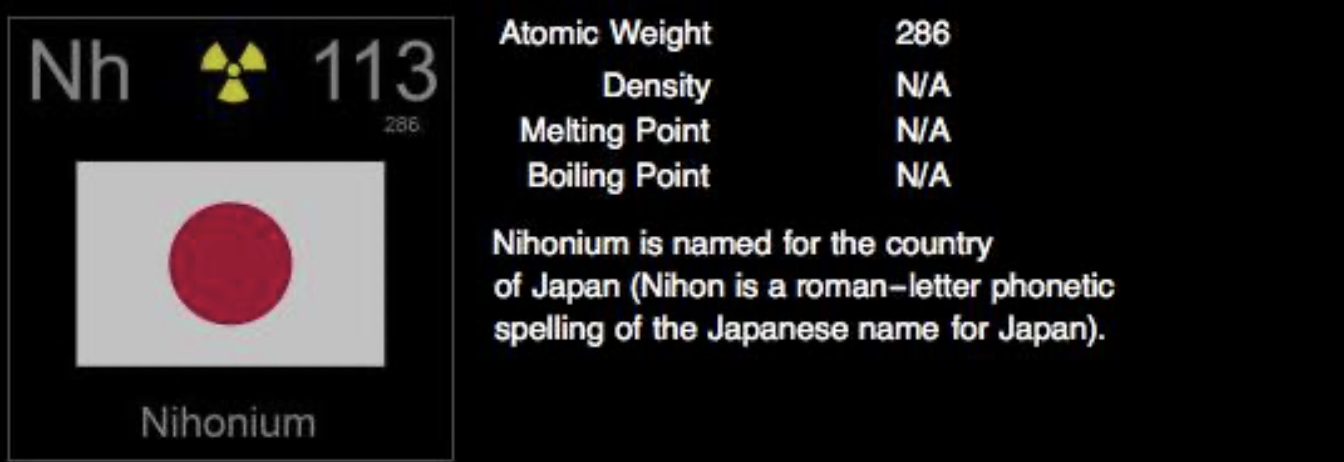 Nh 113
286
Nihonium
Atomic Weight 286
Density N/A
Melting Point N/A
Boiling Point N/A
Nihonium is named for the country
of Japan (Nihon is a roman–letter phonetic
spelling of the Japanese name for Japan).